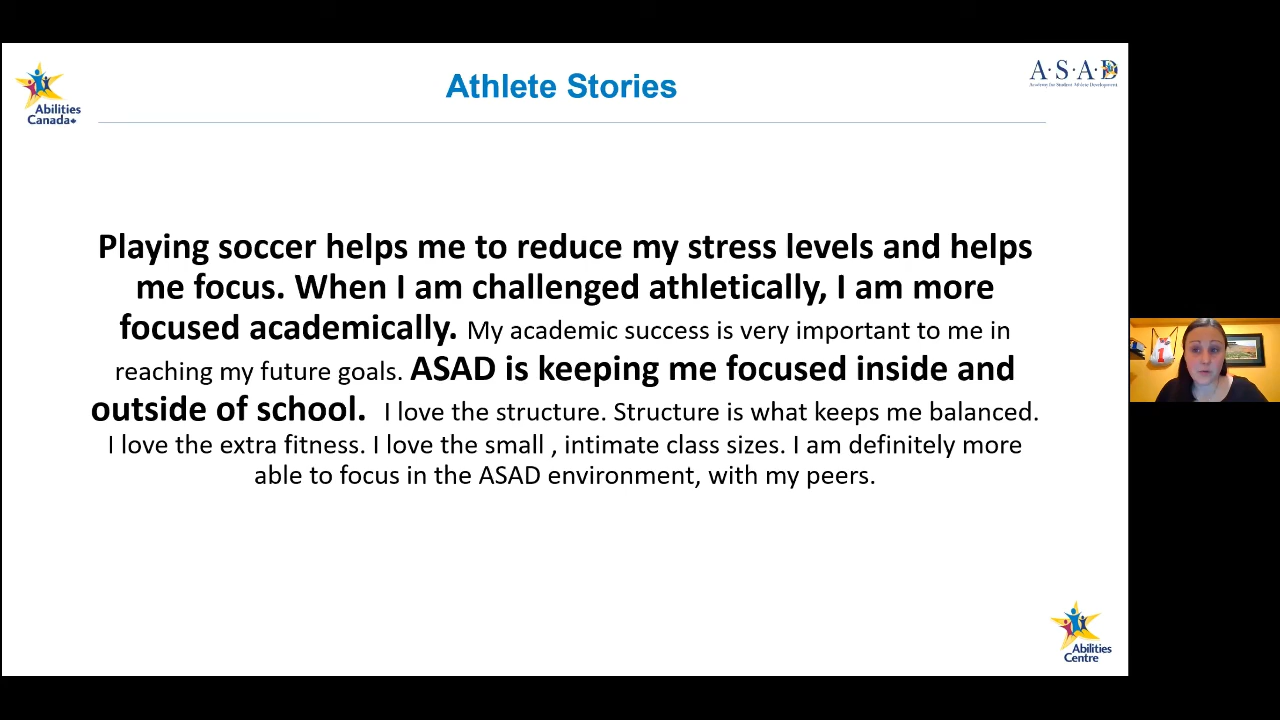 Abilities
Canada
Athlete Stories
A·S·A·D
Academy for Student Athlete Development
Playing soccer helps me to reduce my stress levels and helps
me focus. When I am challenged athletically, I am more
focused academically. My academic success is very important to me in
reaching my future goals. ASAD is keeping me focused inside and
outside of school. I love the structure. Structure is what keeps me balanced.
I love the extra fitness. I love the small , intimate class sizes. I am definitely more
able to focus in the ASAD environment, with my peers.
1
Abilities
Centre